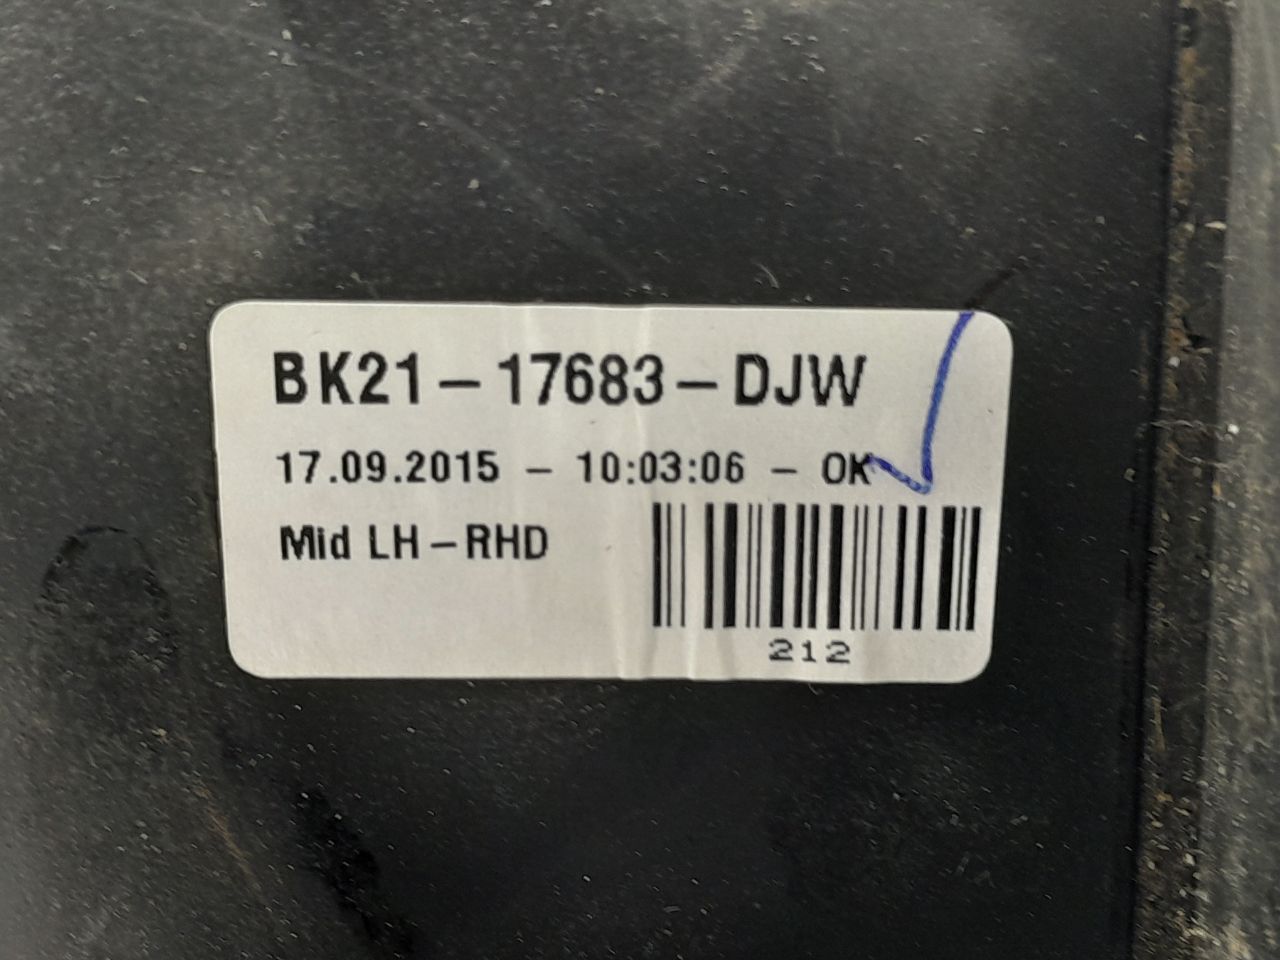 BK21-17683-DJW
17.09.2015 - 10:03:06 - OK
Mid LH-RHD
212